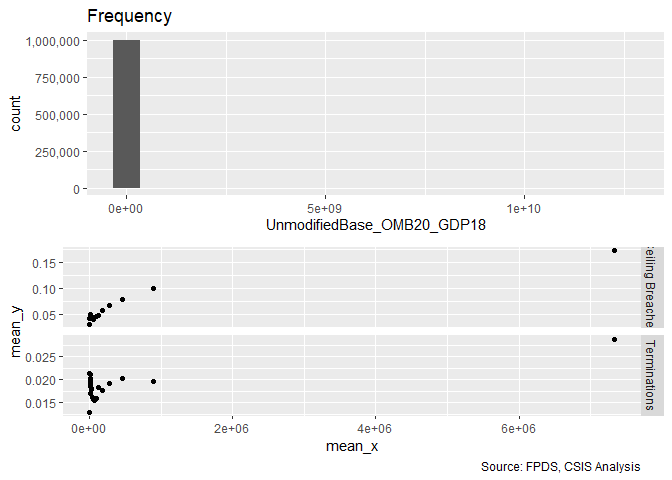 Frequency
1,000,000
750,000
500,000
250,000
0
count
0e+00 5e+09 1e+10
UnmodifiedBase_OMB20_GDP18
0.15
0.10
0.05
Breache
0.025
0.020
0.015
Terminations
mean_y
0e+00 2e+06 4e+06 6e+06
mean_x
Source: FPDS, CSIS Analysis